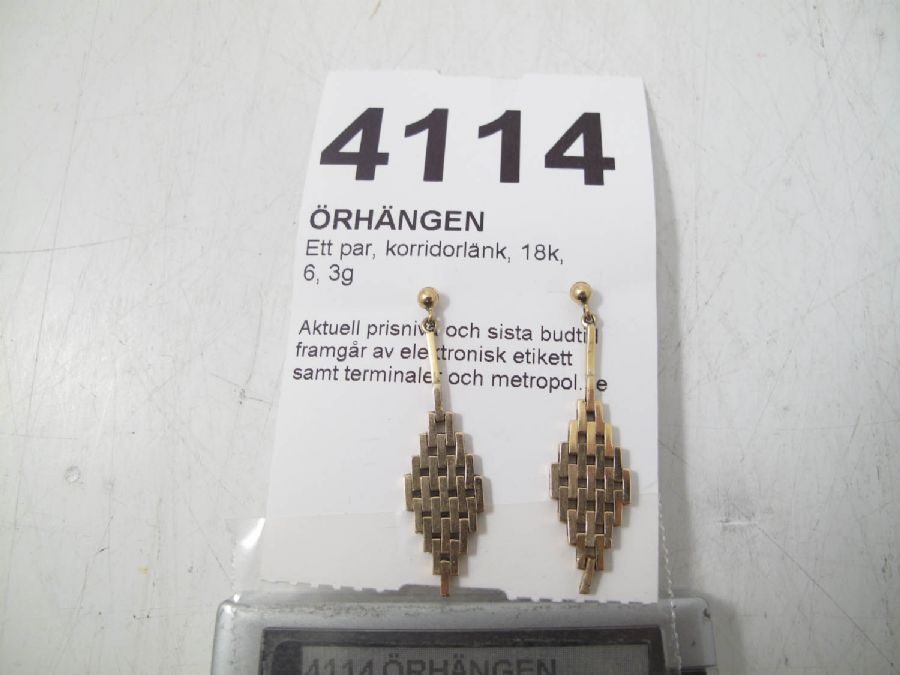 4114
ÖRHÄNGEN
Ett par, korridorlänk, 18k,
6, 3g
Aktuell prisnivå och sista budtid
framgår av elektronisk etikett
samt terminaler och metropol.se
4114 ÖRHÄNGEN